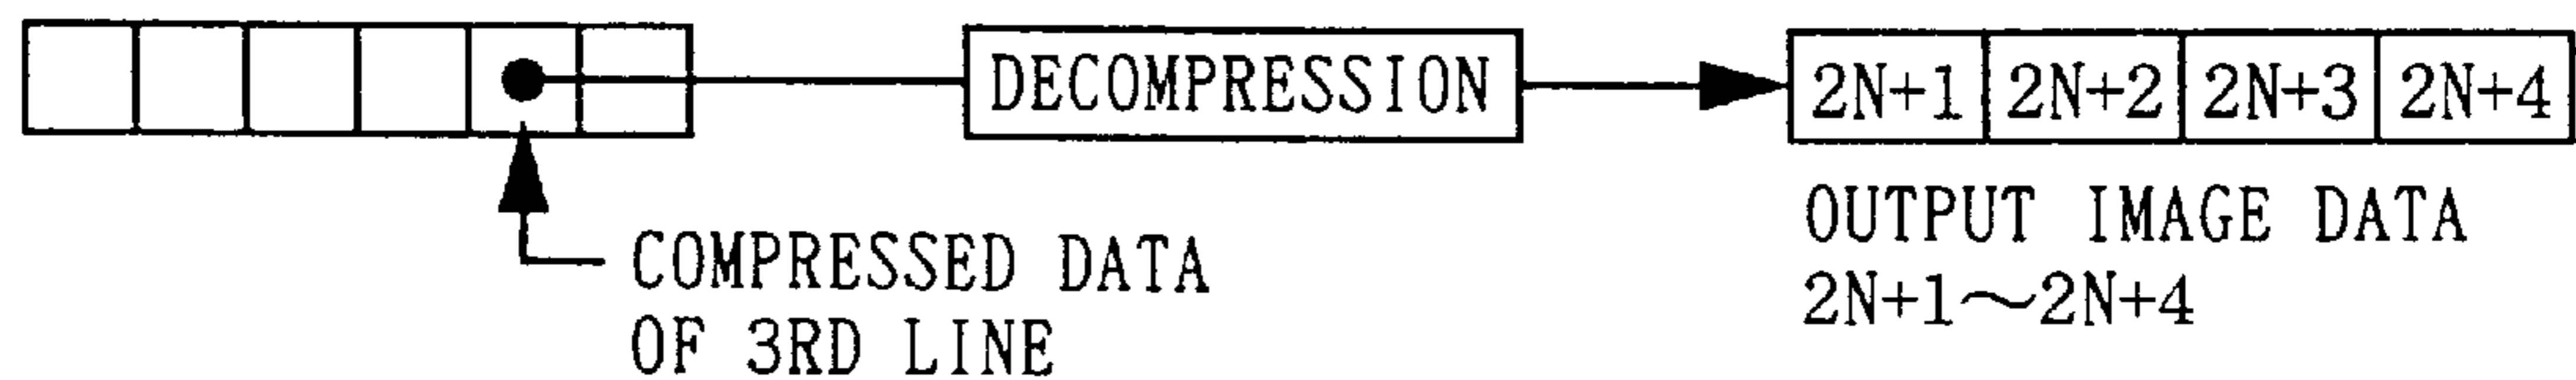 DECOMPRESSION
2N+1 2N+2 2N+3 2N+4
COMPRESSED DATA
OF 3RD LINE
OUTPUT IMAGE DATA
2N+1～2N+4